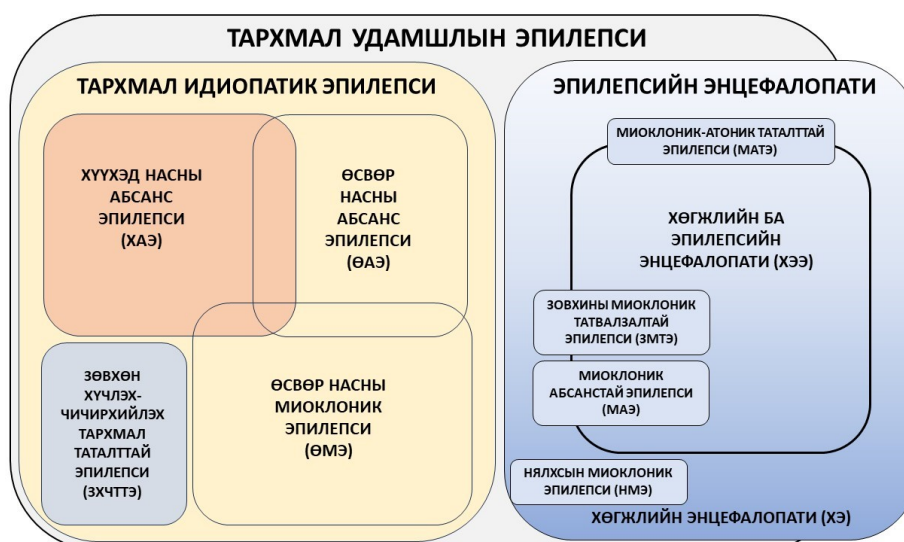 ТАРХМАЛ УДАМШЛЫН ЭПИЛЕПСИ
ТАРХМАЛ ИДИОПАТИК ЭПИЛЕПСИ
ХҮҮХЭД НАСНЫ
АБСАНС
ЭПИЛЕПСИ
(ХАЭ)
ӨСВӨР
НАСНЫ
АБСАНС
ЭПИЛЕПСИ
(ӨАЭ)
ЗӨВХӨН
ХҮЧЛЭХ-
ЧИЧИРХИЙЛЭХ
ТАРХМАЛ
ТАТАЛТТАЙ
ЭПИЛЕПСИ
(ЗХЧТТЭ)
ӨСВӨР НАСНЫ
МИОКЛОНИК
ЭПИЛЕПСИ
(ӨМЭ)
ЭПИЛЕПСИЙН ЭНЦЕФАЛОПАТИ
МИОКЛОНИК-АТОНИК ТАТАЛТТАЙ
ЭПИЛЕПСИ (МАТЭ)
ХӨГЖЛИЙН БА
ЭПИЛЕПСИЙН
ЭНЦЕФАЛОПАТИ (ХЭЭ)
ЗОВХИНЫ МИОКЛОНИК
ТАТВАЛЗАЛТАЙ
ЭПИЛЕПСИ (ЗМТЭ)
МИОКЛОНИК
АБСАНСТАЙ ЭПИЛЕПСИ
(МАЭ)
НЯЛХСЫН МИОКЛОНИК
ЭПИЛЕПСИ (НМЭ)
ХӨГЖЛИЙН ЭНЦЕФАЛОПАТИ (ХЭ)